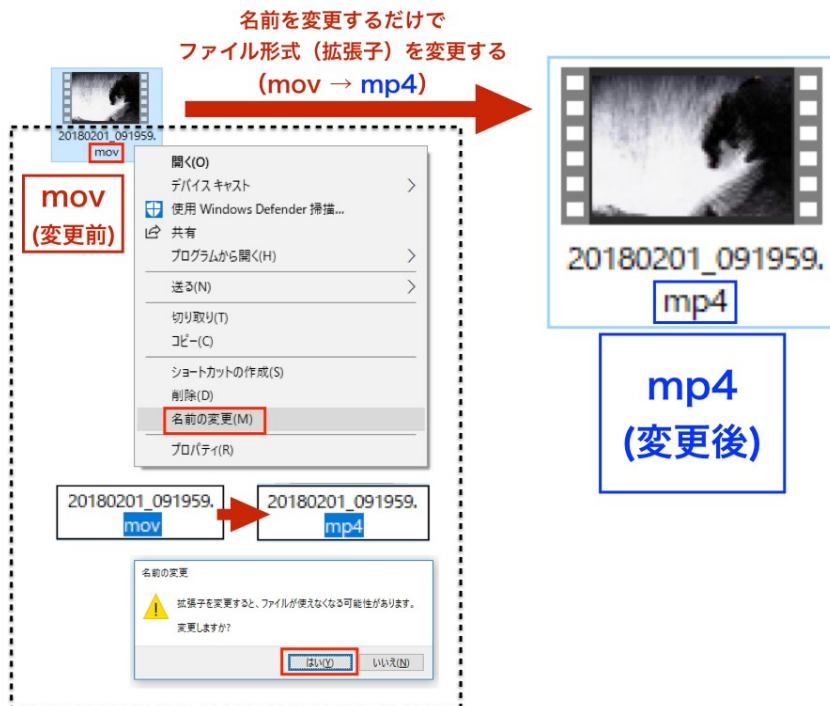 名前を変更するだけで
ファイル形式（拡張子）を変更する
（mov → mp4）
20180201_091959.
mov
mov
(変更前)
開く(O)
デバイス キャスト
使用 Windows Defender 掃描...
共有
プログラムから開く(H)
送る(N)
切り取り(T)
コピー(C)
ショートカットの作成(S)
削除(D)
名前の変更(M)
プロパティ(R)
20180201_091959.
mov
20180201_091959.
mp4
名前の変更
拡張子を変更すると、ファイルが使えなくなる可能性があります。
変更しますか?
はい(Y)
いいえ(N)
20180201_091959.
mp4
mp4
(変更後)